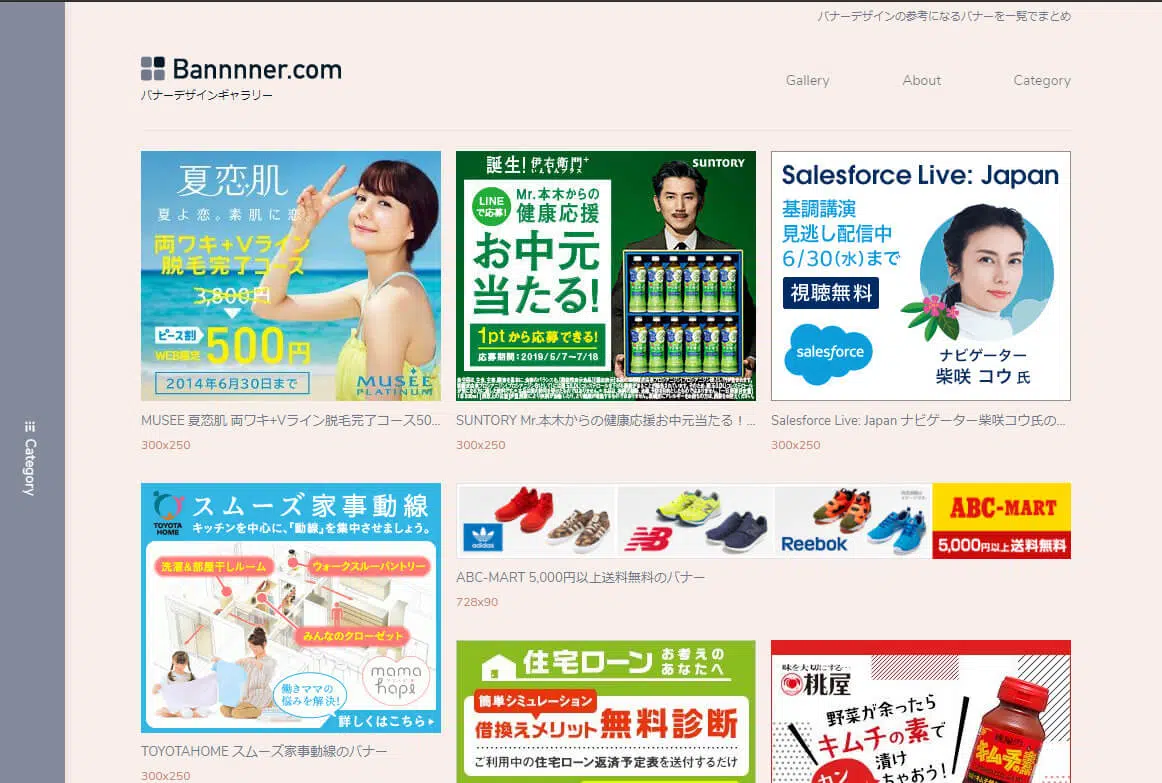 バナーデザインの参考になるバナーを一覧でまとめ
Bannnner.com
バナーデザインギャラリー
Gallery
About
Category
Category
夏恋肌
夏よ恋。素肌に恋。
両ワキ+Vライン
脱毛完了コース
3,800円
ピース割
WEB限定
500円
2014年6月30日まで
MUSÉE
PLATINUM
MUSEE 夏恋肌 両ワキ+Vライン脱毛完了コース50...
300x250
誕生!伊右衛門+
SUNTORY
LINE
で応募!
Mr.本木からの
健康応援
お中元
当たる!
1ptから応募できる!
応募期間:2019/5/7〜7/18
SUNTORY Mr.本木からの健康応援お中元当たる！...
300x250
Salesforce Live: Japan
基調講演
見逃し配信中
6/30(水)まで
視聴無料
salesforce
ナビゲーター
柴咲 コウ 氏
Salesforce Live: Japan ナビゲーター柴咲コウ氏の...
300x250
TOYOTA
HOME
スムーズ家事動線
キッチンを中心に、「動線」を集中させましょう。
洗濯&部屋干しルーム
ウォークスルーパントリー
みんなのクローゼット
mama
hapi
働きママの
悩みを解決!
詳しくはこちら
TOYOTAHOME スムーズ家事動線のバナー
300x250
adidas
NB
Reebok
ABC-MART
5,000円以上送料無料
ABC-MART 5,000円以上送料無料のバナー
728x90
住宅ローン
お考えの
あなたへ
簡単シミュレーション
借換えメリット無料診断
ご利用中の住宅ローン返済予定表を送付するだけ
味を大切にする…
桃屋
野菜が余ったら
キムチの素で
漬け
ちゃおう!
カン
桃屋の
キムチの素